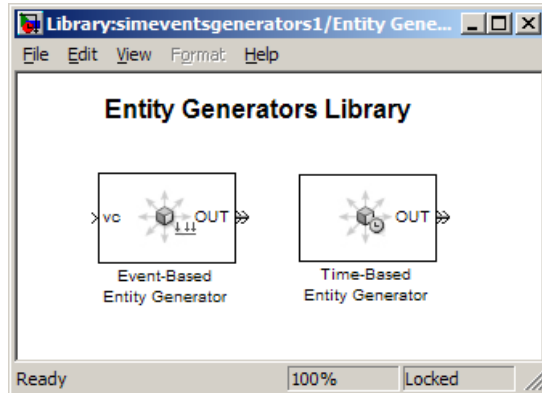 Library:simeventsgenerators1/Entity Gene...
File Edit View Format Help
Entity Generators Library
vc OUT OUT
Event-Based Time-Based
Entity Generator Entity Generator
Ready 100% Locked